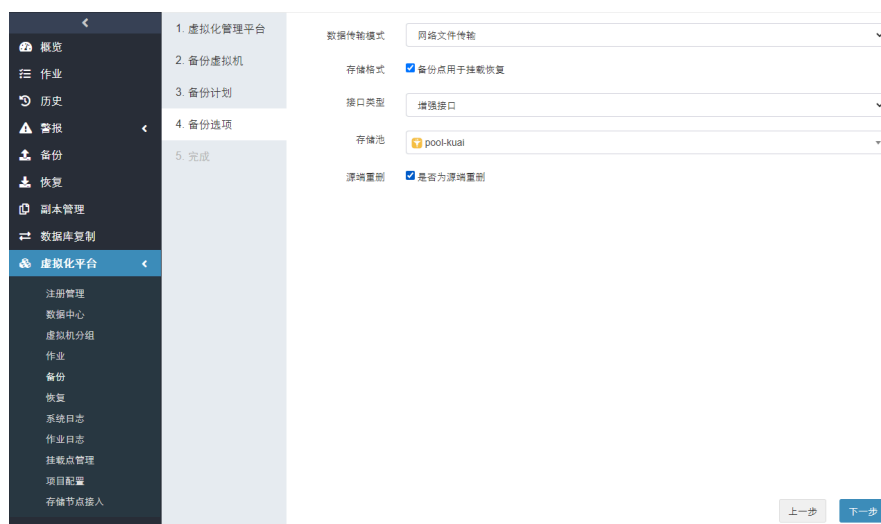 概览
作业
历史
警报
备份
恢复
副本管理
数据库复制
虚拟化平台
注册管理
数据中心
虚拟机分组
作业
备份
恢复
系统日志
作业日志
挂载点管理
项目配置
存储节点接入
1. 虚拟化管理平台
2. 备份虚拟机
3. 备份计划
4. 备份选项
5. 完成
数据传输模式 网络文件传输
存储格式 备份点用于挂载恢复
接口类型 增强接口
存储池 pool-kuai
源端重删 是否为源端重删
上一步 下一步